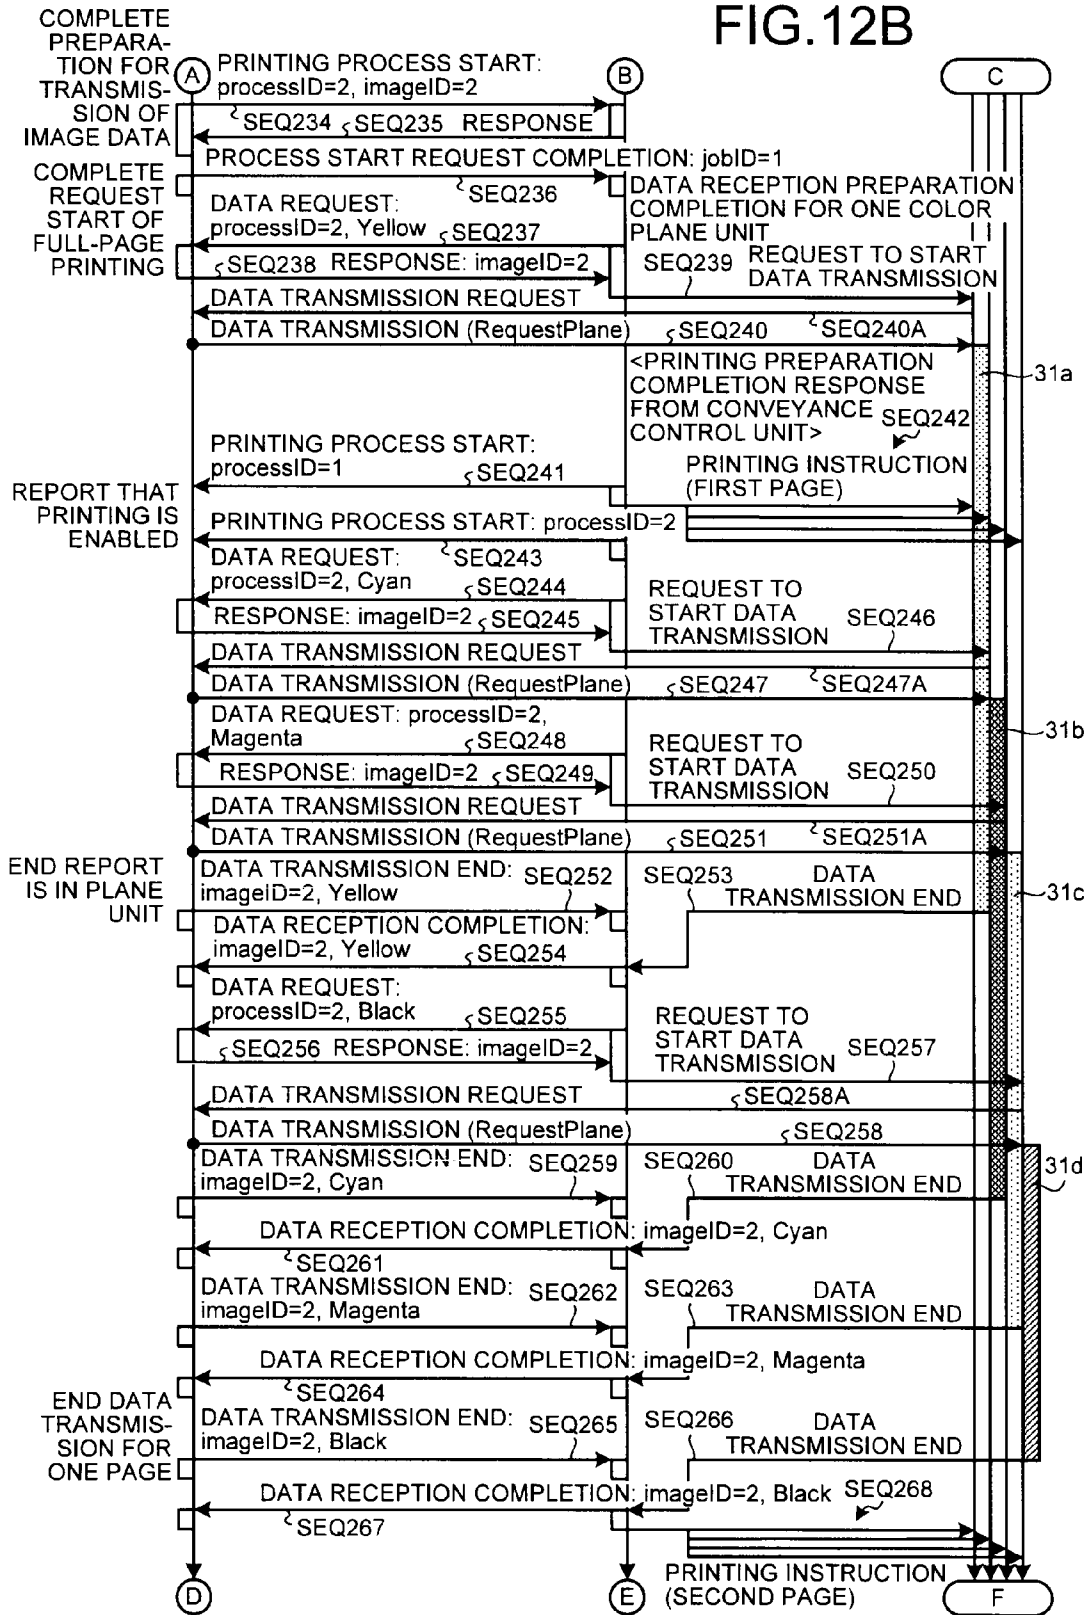 FIG.12B
COMPLETE
PREPARA-
TION FOR
TRANSMIS-
SION OF
IMAGE DATA
A
PRINTING PROCESS START:
processID=2, imageID=2
B
C
SEQ234
SEQ235
RESPONSE
PROCESS START REQUEST COMPLETION: jobID=1
COMPLETE
REQUEST
START OF
FULL-PAGE
PRINTING
SEQ236
DATA RECEPTION PREPARATION
COMPLETION FOR ONE COLOR
PLANE UNIT
DATA REQUEST:
processID=2, Yellow
SEQ237
SEQ238
RESPONSE: imageID=2
SEQ239
REQUEST TO START
DATA TRANSMISSION
DATA TRANSMISSION REQUEST
DATA TRANSMISSION (RequestPlane)
SEQ240
SEQ240A
<PRINTING PREPARATION
COMPLETION RESPONSE
FROM CONVEYANCE
CONTROL UNIT>
31a
SEQ242
PRINTING PROCESS START:
processID=1
SEQ241
PRINTING INSTRUCTION
(FIRST PAGE)
REPORT THAT
PRINTING IS
ENABLED
PRINTING PROCESS START: processID=2
SEQ243
DATA REQUEST:
processID=2, Cyan
SEQ244
RESPONSE: imageID=2
SEQ245
REQUEST TO
START DATA
TRANSMISSION
SEQ246
DATA TRANSMISSION REQUEST
DATA TRANSMISSION (RequestPlane)
SEQ247
SEQ247A
DATA REQUEST: processID=2,
Magenta
SEQ248
31b
RESPONSE: imageID=2
SEQ249
REQUEST TO
START DATA
TRANSMISSION
SEQ250
DATA TRANSMISSION REQUEST
DATA TRANSMISSION (RequestPlane)
SEQ251
SEQ251A
END REPORT
IS IN PLANE
UNIT
DATA TRANSMISSION END:
imageID=2, Yellow
SEQ252
SEQ253
DATA
TRANSMISSION END
31c
DATA RECEPTION COMPLETION:
imageID=2, Yellow
SEQ254
DATA REQUEST:
processID=2, Black
SEQ255
SEQ256
RESPONSE: imageID=2
REQUEST TO
START DATA
TRANSMISSION
SEQ257
DATA TRANSMISSION REQUEST
SEQ258A
DATA TRANSMISSION (RequestPlane)
SEQ258
DATA TRANSMISSION END:
imageID=2, Cyan
SEQ259
SEQ260
DATA
TRANSMISSION END
31d
DATA RECEPTION COMPLETION: imageID=2, Cyan
SEQ261
DATA TRANSMISSION END:
imageID=2, Magenta
SEQ262
SEQ263
DATA
TRANSMISSION END
DATA RECEPTION COMPLETION: imageID=2, Magenta
SEQ264
END DATA
TRANSMIS-
SION FOR
ONE PAGE
DATA TRANSMISSION END:
imageID=2, Black
SEQ265
SEQ266
DATA
TRANSMISSION END
DATA RECEPTION COMPLETION: imageID=2, Black
SEQ268
SEQ267
PRINTING INSTRUCTION
(SECOND PAGE)
D
E
F